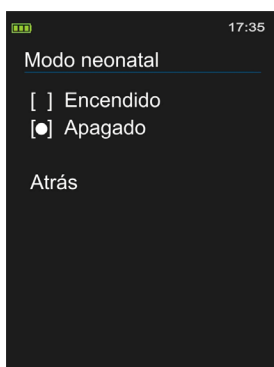 17:35
Modo neonatal
[ ] Encendido
[●] Apagado
Atrás